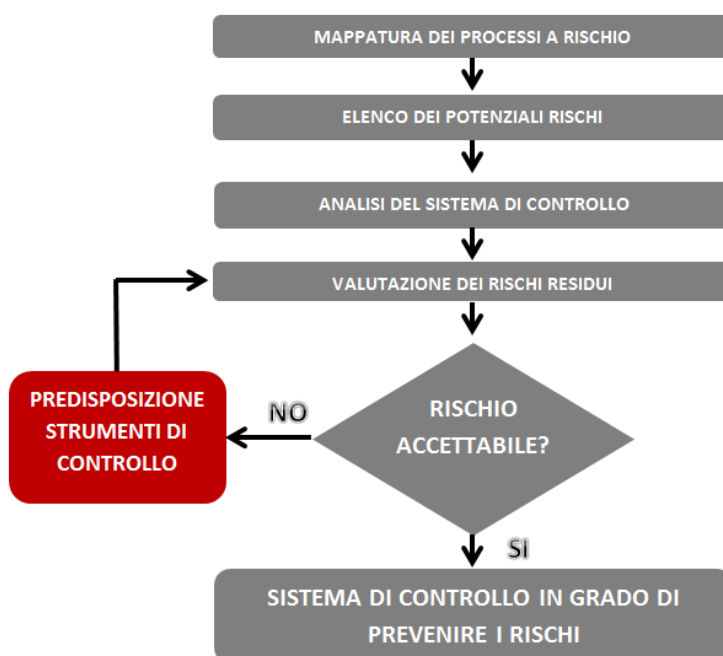 MAPPATURA DEI PROCESSI A RISCHIO
ELENCO DEI POTENZIALI RISCHI
ANALISI DEL SISTEMA DI CONTROLLO
VALUTAZIONE DEI RISCHI RESIDUI
PREDISPOSIZIONE
STRUMENTI DI
CONTROLLO
NO
RISCHIO
ACCETTABILE?
SI
SISTEMA DI CONTROLLO IN GRADO DI
PREVENIRE I RISCHI